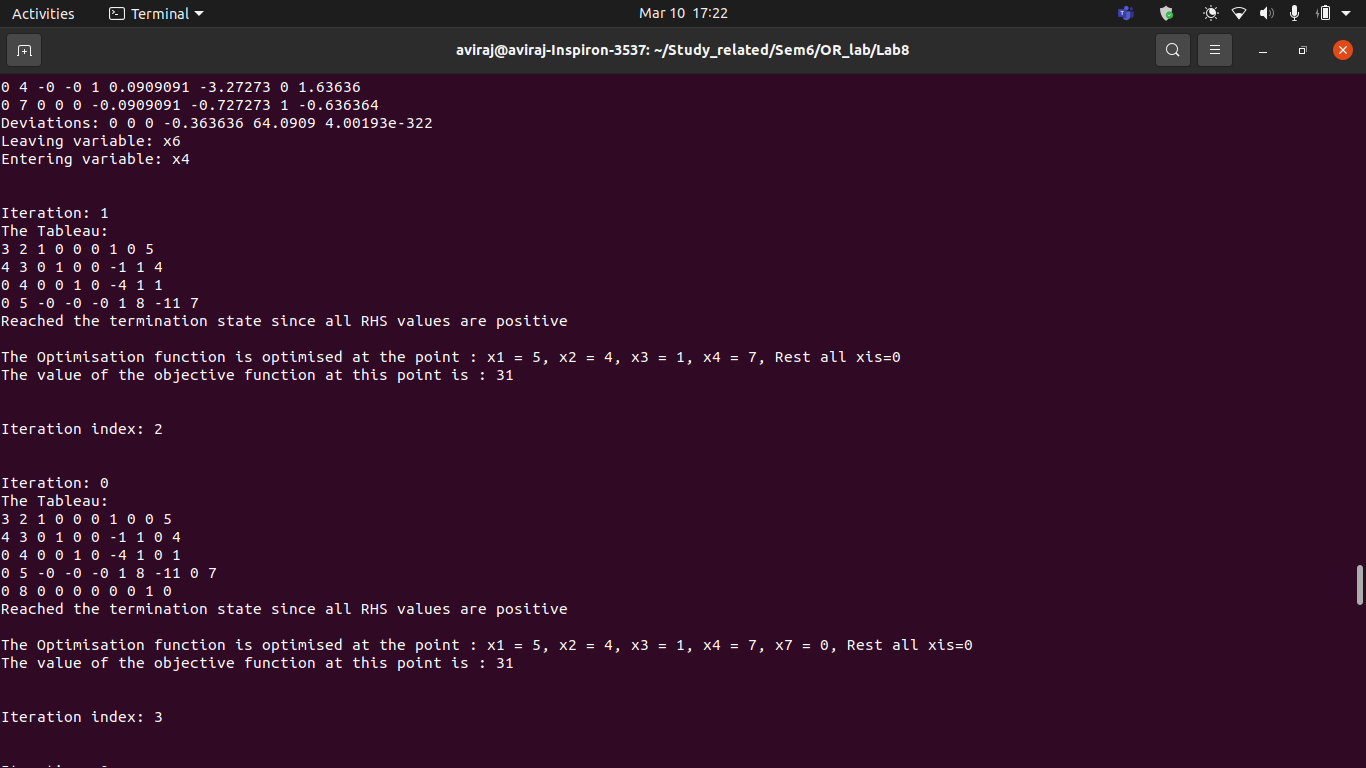 Activities Terminal Mar 10 17:22
aviraj@aviraj-Inspiron-3537: ~/Study_related/Sem6/OR_lab/Lab8
0 4 -0 -0 1 0.0909091 -3.27273 0 1.63636
0 7 0 0 0 -0.0909091 -0.727273 1 -0.636364
Deviations: 0 0 0 -0.363636 64.0909 4.00193e-322
Leaving variable: x6
Entering variable: x4
Iteration: 1
The Tableau:
3 2 1 0 0 0 1 0 5
4 3 0 1 0 0 -1 1 4
0 4 0 0 1 0 -4 1 1
0 5 -0 -0 -0 1 8 -11 7
Reached the termination state since all RHS values are positive
The Optimisation function is optimised at the point : x1 = 5, x2 = 4, x3 = 1, x4 = 7, Rest all xis=0
The value of the objective function at this point is : 31
Iteration index: 2
Iteration: 0
The Tableau:
3 2 1 0 0 0 1 0 0 5
4 3 0 1 0 0 -1 1 0 4
0 4 0 0 1 0 -4 1 0 1
0 5 -0 -0 -0 1 8 -11 0 7
0 8 0 0 0 0 0 0 1 0
Reached the termination state since all RHS values are positive
The Optimisation function is optimised at the point : x1 = 5, x2 = 4, x3 = 1, x4 = 7, x7 = 0, Rest all xis=0
The value of the objective function at this point is : 31
Iteration index: 3